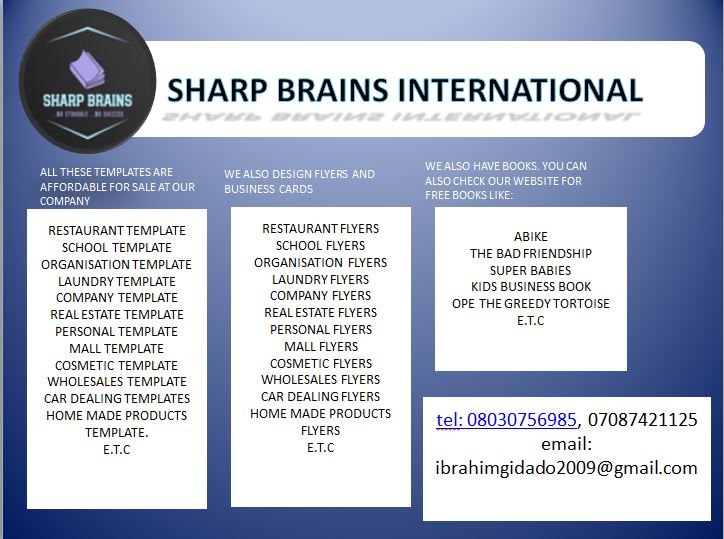 SHARP BRAINS
...NO STRUGGLE ...NO SUCCESS
SHARP BRAINS INTERNATIONAL
ALL THESE TEMPLATES ARE
AFFORDABLE FOR SALE AT OUR
COMPANY
RESTAURANT TEMPLATE
SCHOOL TEMPLATE
ORGANISATION TEMPLATE
LAUNDRY TEMPLATE
COMPANY TEMPLATE
REAL ESTATE TEMPLATE
PERSONAL TEMPLATE
MALL TEMPLATE
COSMETIC TEMPLATE
WHOLESALES TEMPLATE
CAR DEALING TEMPLATES
HOME MADE PRODUCTS
TEMPLATE.
E.T.C
WE ALSO DESIGN FLYERS AND
BUSINESS CARDS
RESTAURANT FLYERS
SCHOOL FLYERS
ORGANISATION FLYERS
LAUNDRY FLYERS
COMPANY FLYERS
REAL ESTATE FLYERS
PERSONAL FLYERS
MALL FLYERS
COSMETIC FLYERS
WHOLESALES FLYERS
CAR DEALING FLYERS
HOME MADE PRODUCTS
FLYERS
E.T.C
WE ALSO HAVE BOOKS. YOU CAN
ALSO CHECK OUR WEBSITE FOR
FREE BOOKS LIKE:
ABIKE
THE BAD FRIENDSHIP
SUPER BABIES
KIDS BUSINESS BOOK
OPE THE GREEDY TORTOISE
E.T.C
tel: 08030756985, 07087421125
email:
ibrahimgidado2009@gmail.com